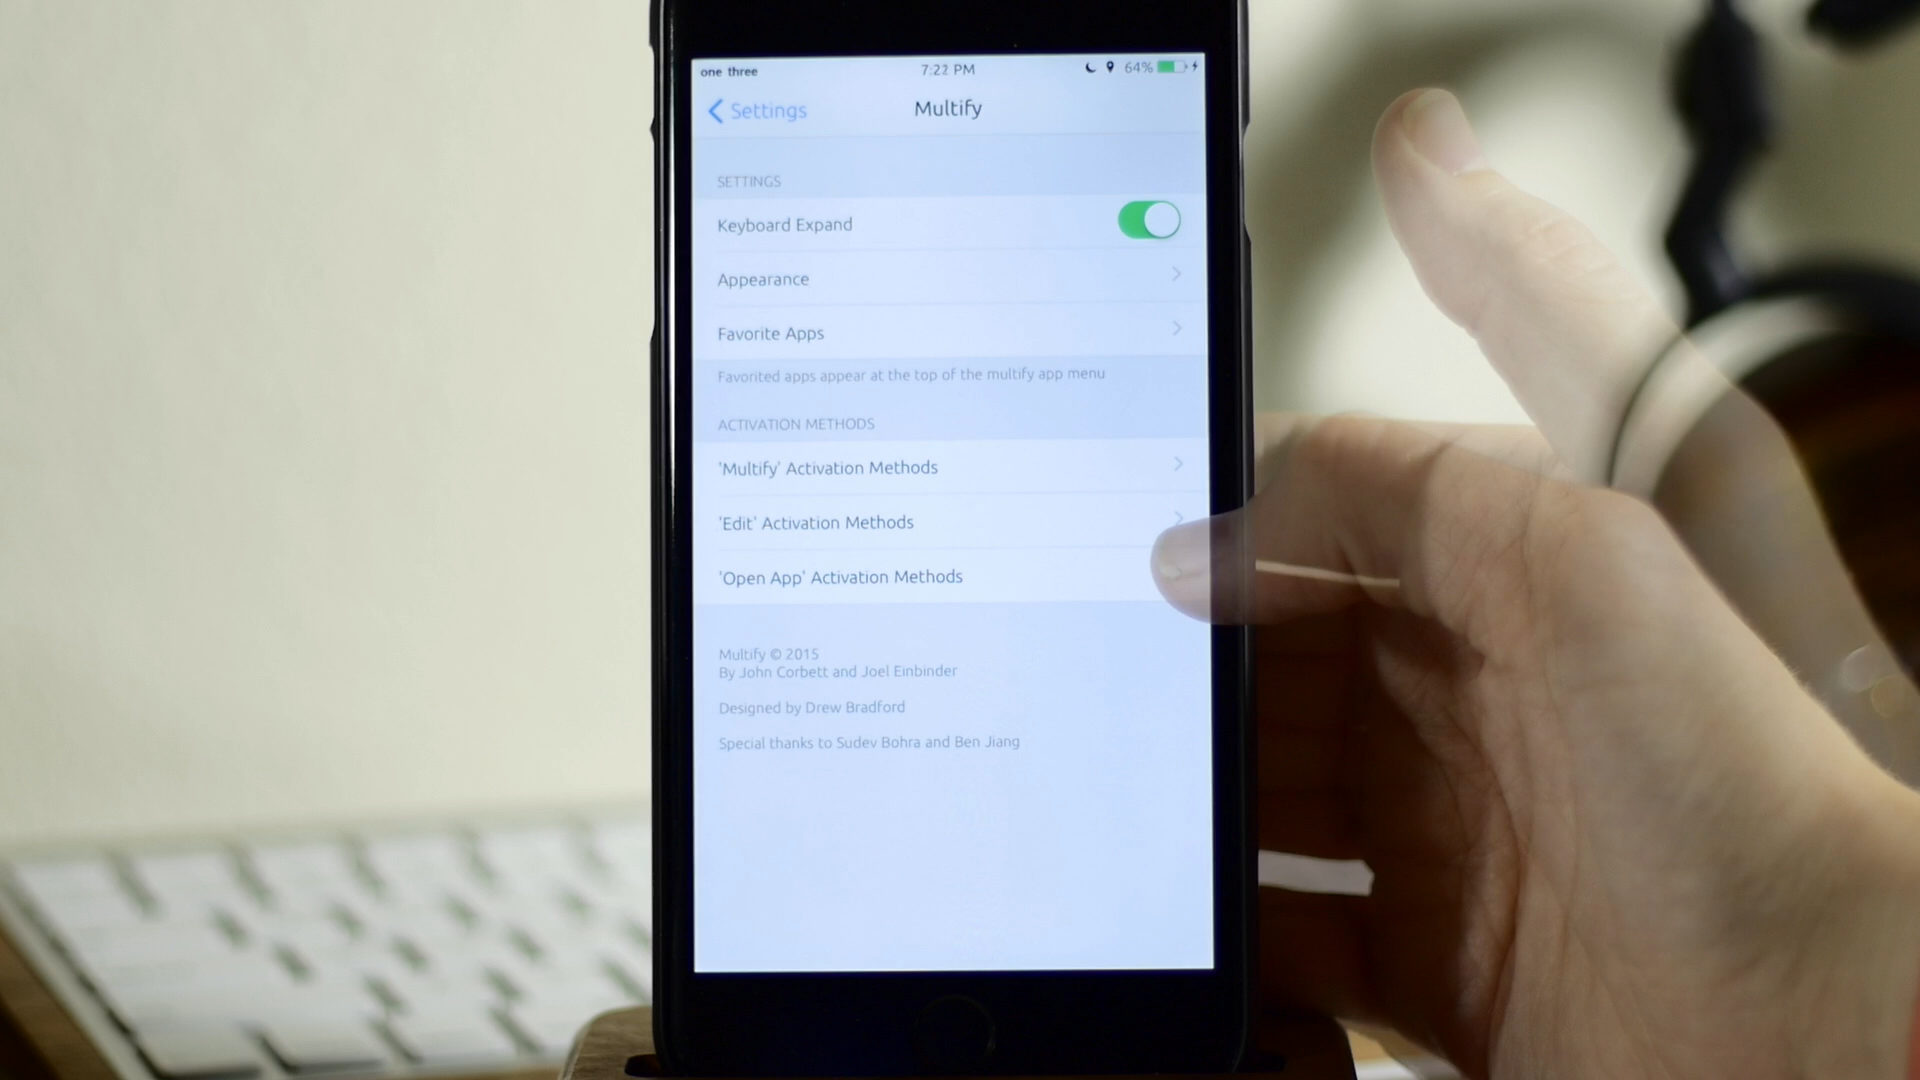 one three
7:22 PM
64%
Settings
Multify
SETTINGS
Keyboard Expand
Appearance
Favorite Apps
Favorited apps appear at the top of the multify app menu
ACTIVATION METHODS
'Multify' Activation Methods
'Edit' Activation Methods
'Open App' Activation Methods
Multify © 2015
By John Corbett and Joel Einbinder
Designed by Drew Bradford
Special thanks to Sudev Bohra and Ben Jiang